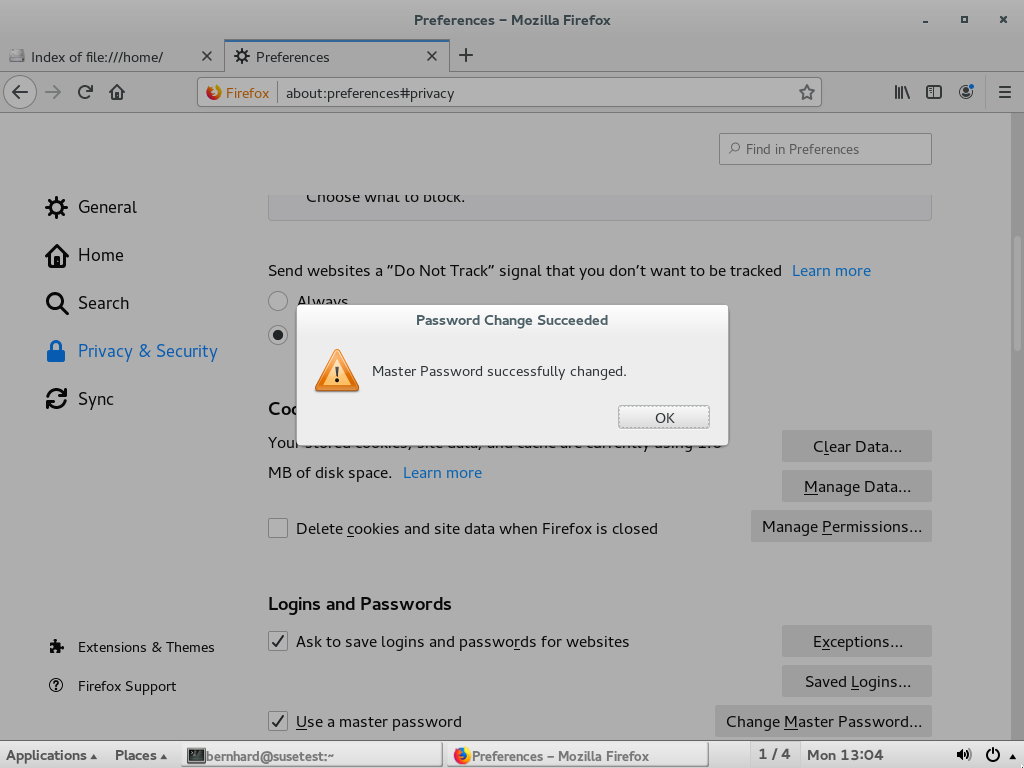 Preferences – Mozilla Firefox
Index of file:///home/
Preferences
Firefox
about:preferences#privacy
Find in Preferences
Choose what to block.
General
Home
Search
Privacy & Security
Sync
Send websites a “Do Not Track” signal that you don’t want to be tracked Learn more
Always
Password Change Succeeded
Master Password successfully changed.
OK
Your stored cookies, site data, and cache are currently using 1.6
MB of disk space. Learn more
Clear Data...
Manage Data...
Delete cookies and site data when Firefox is closed
Manage Permissions...
Logins and Passwords
Ask to save logins and passwords for websites
Exceptions...
Saved Logins...
Use a master password
Change Master Password...
Extensions & Themes
Firefox Support
Applications
Places
bernhard@susetest:~
Preferences – Mozilla Firefox
1 / 4
Mon 13:04